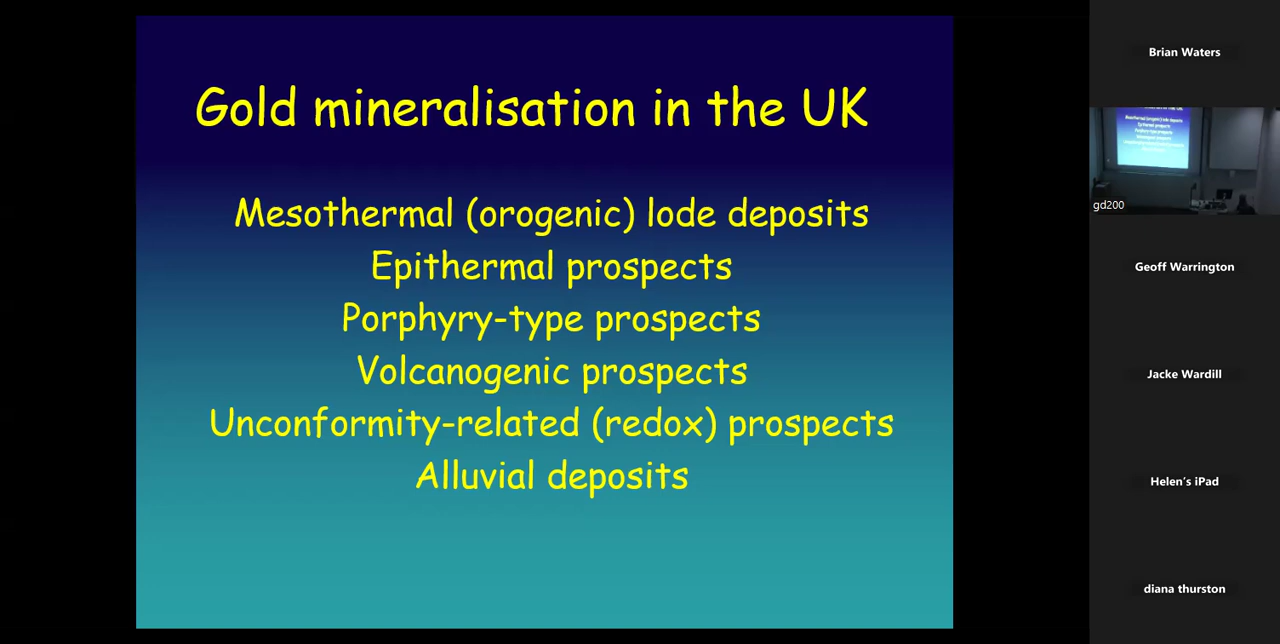 Gold mineralisation in the UK
Mesothermal (orogenic) lode deposits
Epithermal prospects
Porphyry-type prospects
Volcanogenic prospects
Unconformity-related (redox) prospects
Alluvial deposits
Brian Waters
gd200
Geoff Warrington
Jacke Wardill
Helen's iPad
diana thurston